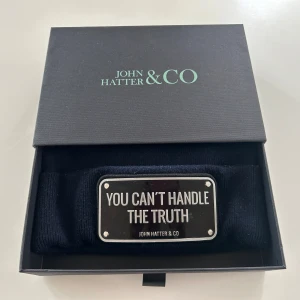 JOHN
HATTER &CO
YOU CAN'T HANDLE
THE TRUTH
JOHN HATTER & CO